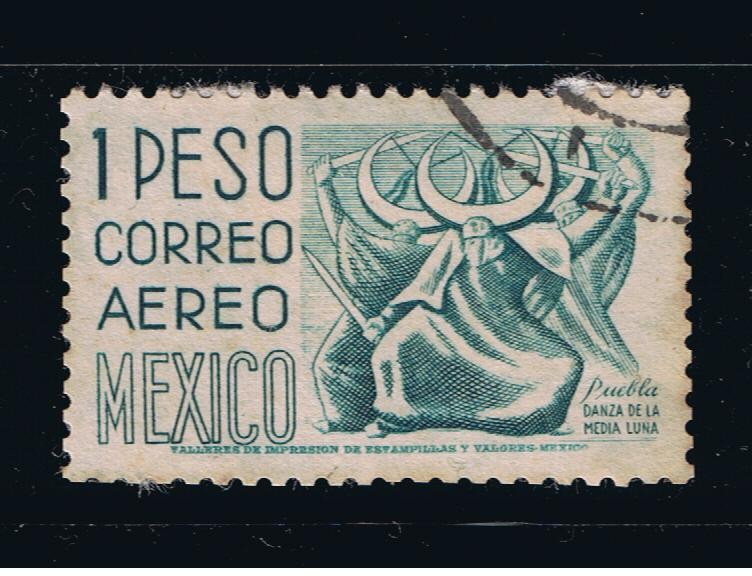 1 PESO
CORREO
AEREO
MEXICO
Puebla
DANZA DE LA
MEDIA LUNA
TALLERES DE IMPRESION DE ESTAMPILLAS Y VALORES-MEXICO